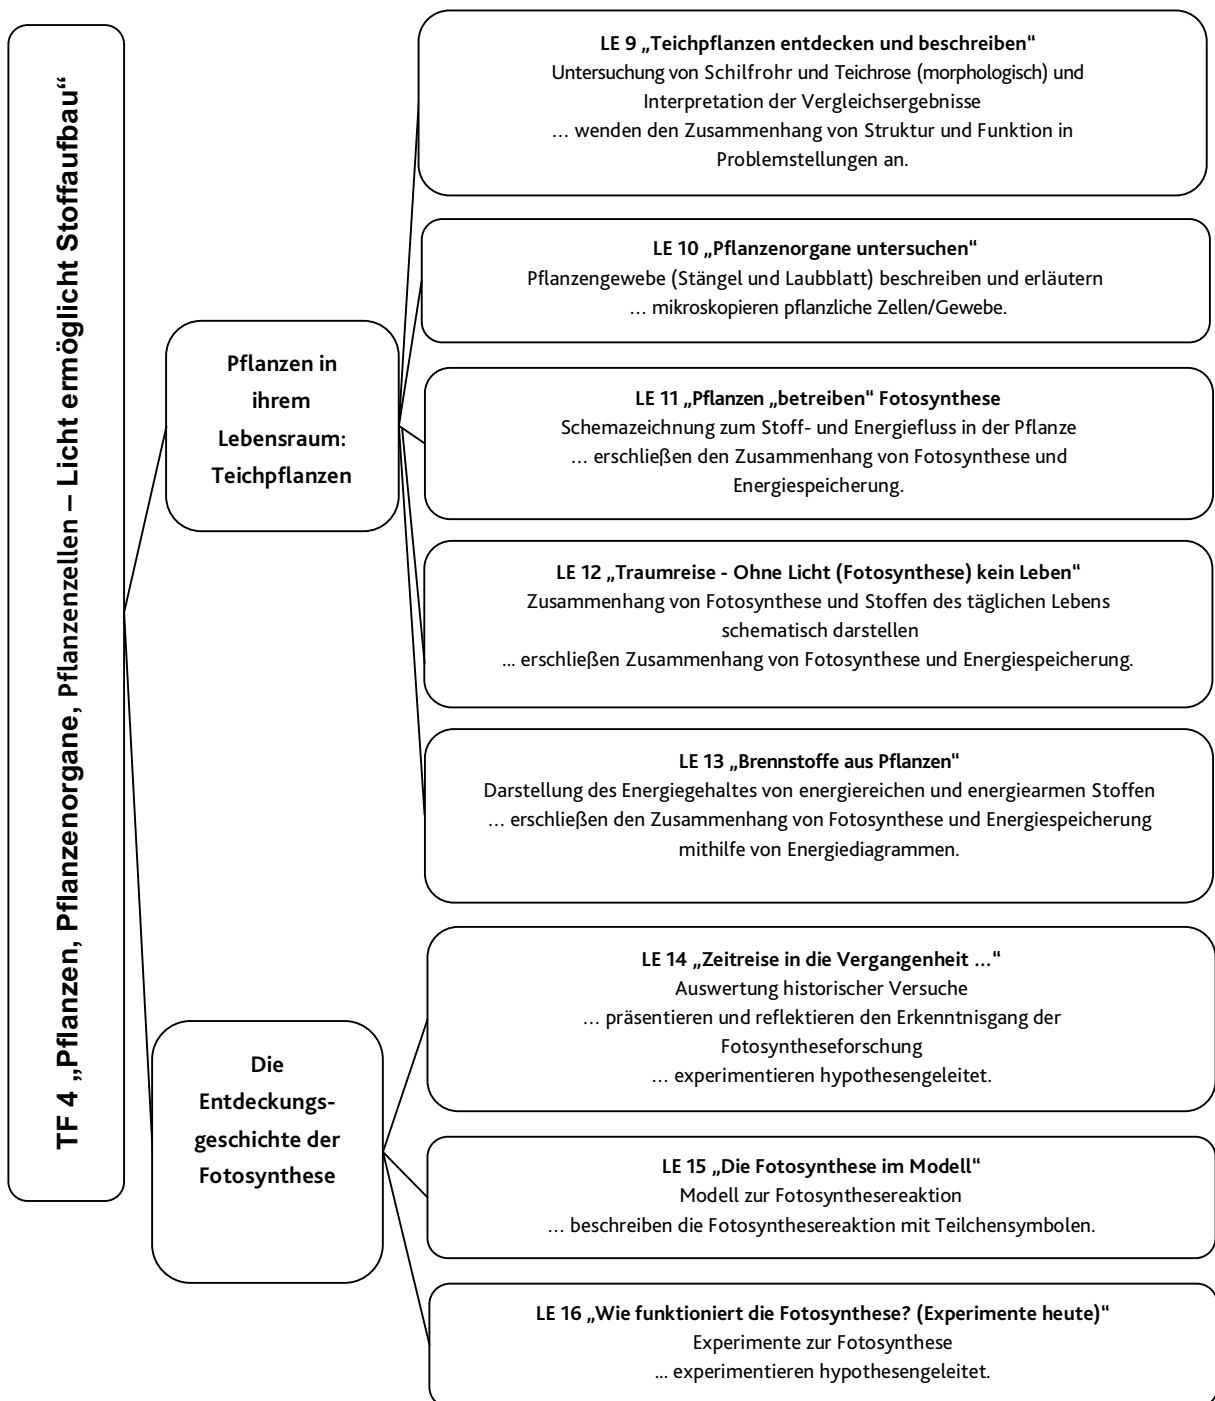 TF 4 „Pflanzen, Pflanzenorgane, Pflanzenzellen – Licht ermöglicht Stoffaufbau“
Pflanzen in
ihrem
Lebensraum:
Teichpflanzen
LE 9 „Teichpflanzen entdecken und beschreiben“
Untersuchung von Schilfrohr und Teichrose (morphologisch) und
Interpretation der Vergleichsergebnisse
… wenden den Zusammenhang von Struktur und Funktion in
Problemstellungen an.
LE 10 „Pflanzenorgane untersuchen“
Pflanzengewebe (Stängel und Laubblatt) beschreiben und erläutern
… mikroskopieren pflanzliche Zellen/Gewebe.
LE 11 „Pflanzen „betreiben“ Fotosynthese
Schemazeichnung zum Stoff- und Energiefluss in der Pflanze
… erschließen den Zusammenhang von Fotosynthese und
Energiespeicherung.
LE 12 „Traumreise - Ohne Licht (Fotosynthese) kein Leben“
Zusammenhang von Fotosynthese und Stoffen des täglichen Lebens
schematisch darstellen
... erschließen Zusammenhang von Fotosynthese und Energiespeicherung.
LE 13 „Brennstoffe aus Pflanzen“
Darstellung des Energiegehaltes von energiereichen und energiearmen Stoffen
… erschließen den Zusammenhang von Fotosynthese und Energiespeicherung
mithilfe von Energiediagrammen.
Die
Entdeckungs-
geschichte der
Fotosynthese
LE 14 „Zeitreise in die Vergangenheit …“
Auswertung historischer Versuche
… präsentieren und reflektieren den Erkenntnisgang der
Fotosyntheseforschung
… experimentieren hypothesengeleitet.
LE 15 „Die Fotosynthese im Modell“
Modell zur Fotosynthesereaktion
… beschreiben die Fotosynthesereaktion mit Teilchensymbolen.
LE 16 „Wie funktioniert die Fotosynthese? (Experimente heute)“
Experimente zur Fotosynthese
... experimentieren hypothesengeleitet.